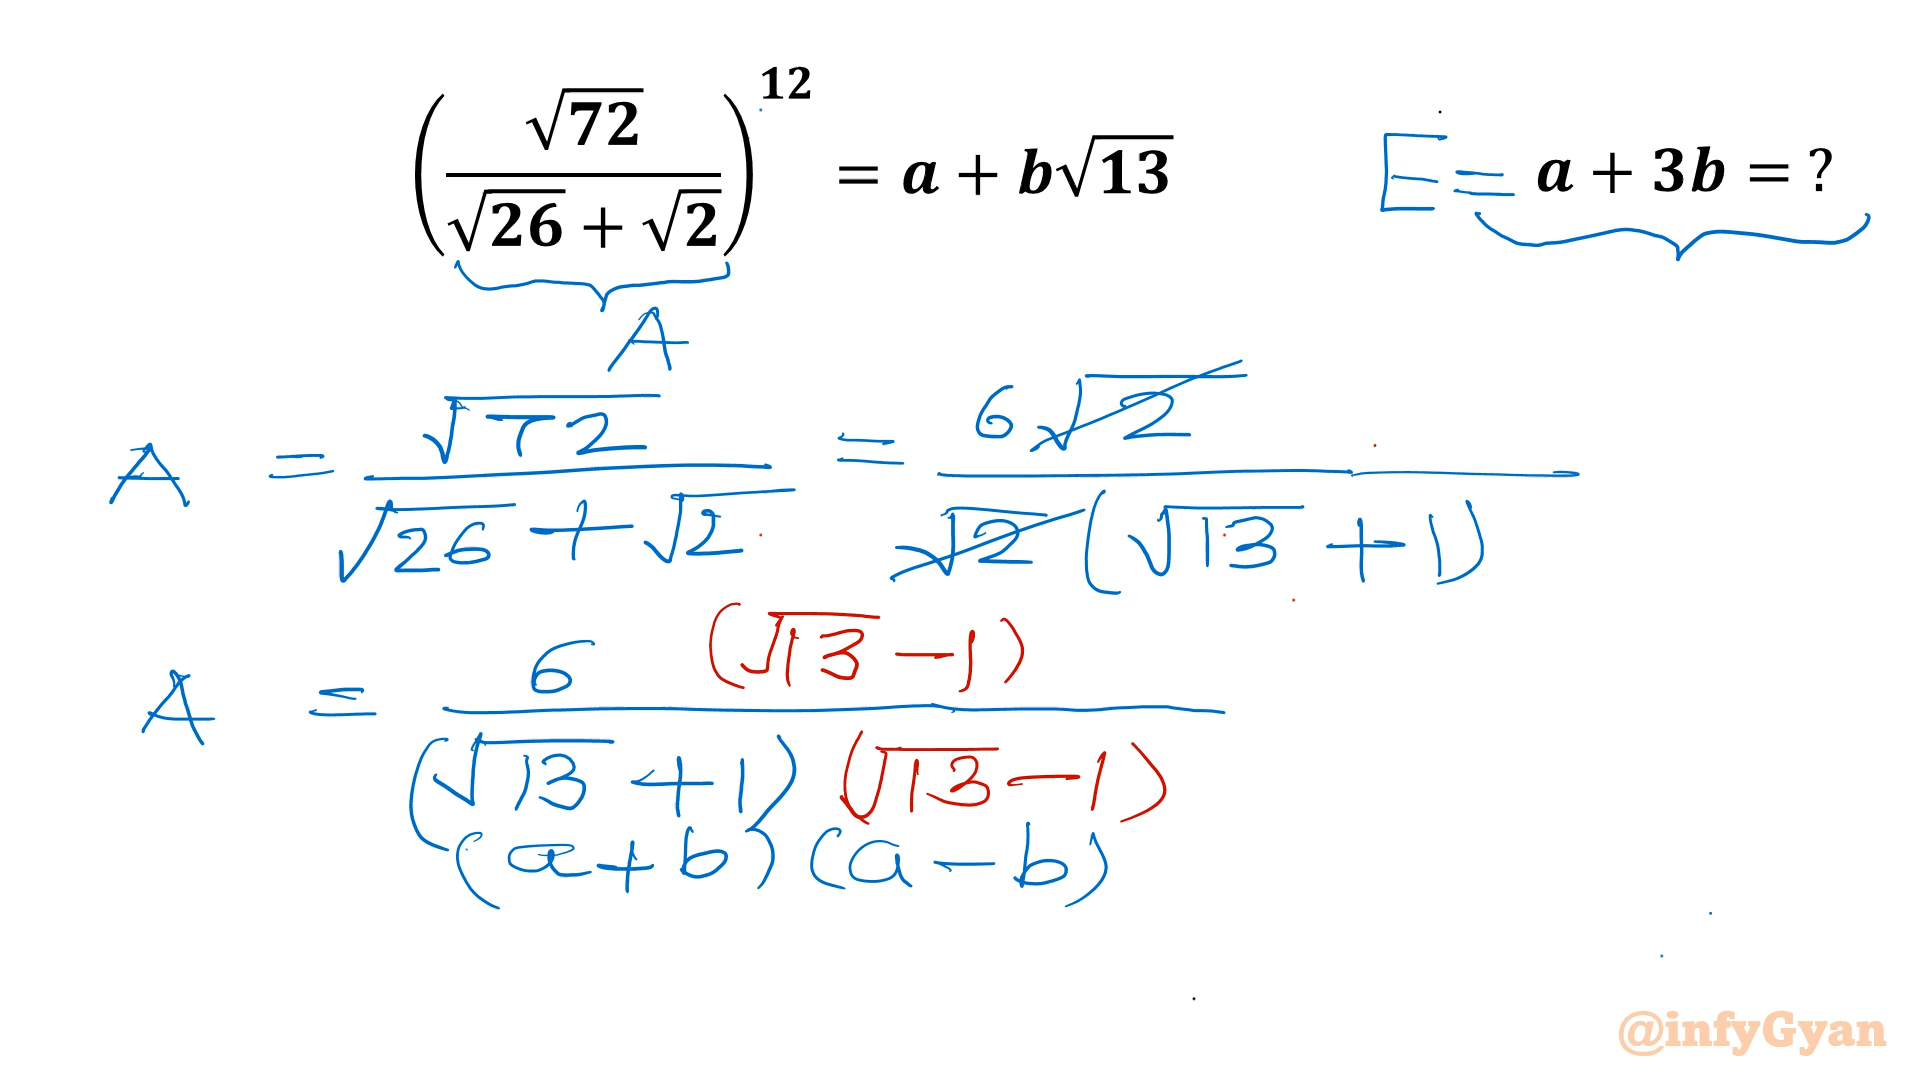 (√72 / (√26 + √2))^12 = a + b√13
E = a + 3b = ?
A
A = √72 / (√26 + √2) = 6√2 / (√2 (√13 + 1))
A = 6 (√13 − 1) / ((√13 + 1) (√13 − 1))
(a + b) (a − b)
@infyGyan